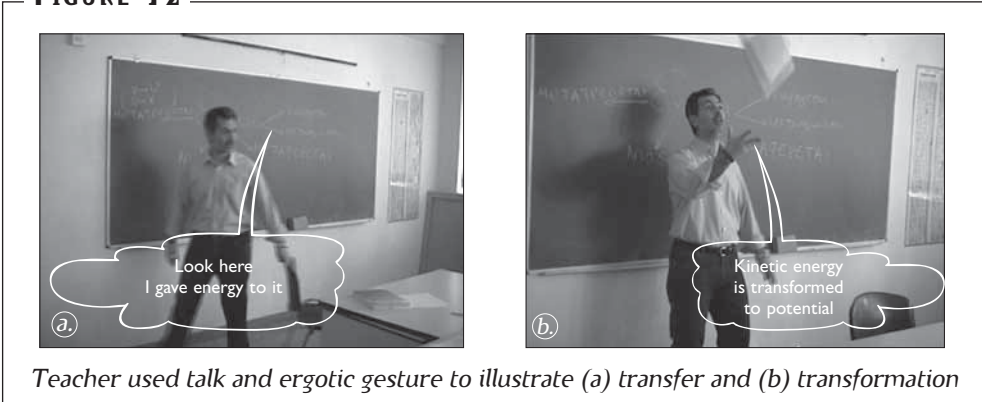 FIGURE 12
Look here
I gave energy to it
a.
Kinetic energy
is transformed
to potential
b.
Teacher used talk and ergotic gesture to illustrate (a) transfer and (b) transformation